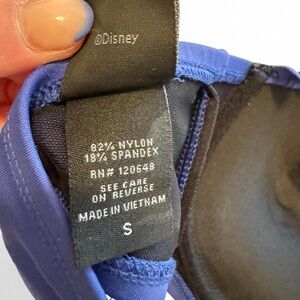 ©Disney
82% NYLON
18% SPANDEX
RN# 120648
SEE CARE
ON REVERSE
MADE IN VIETNAM
S